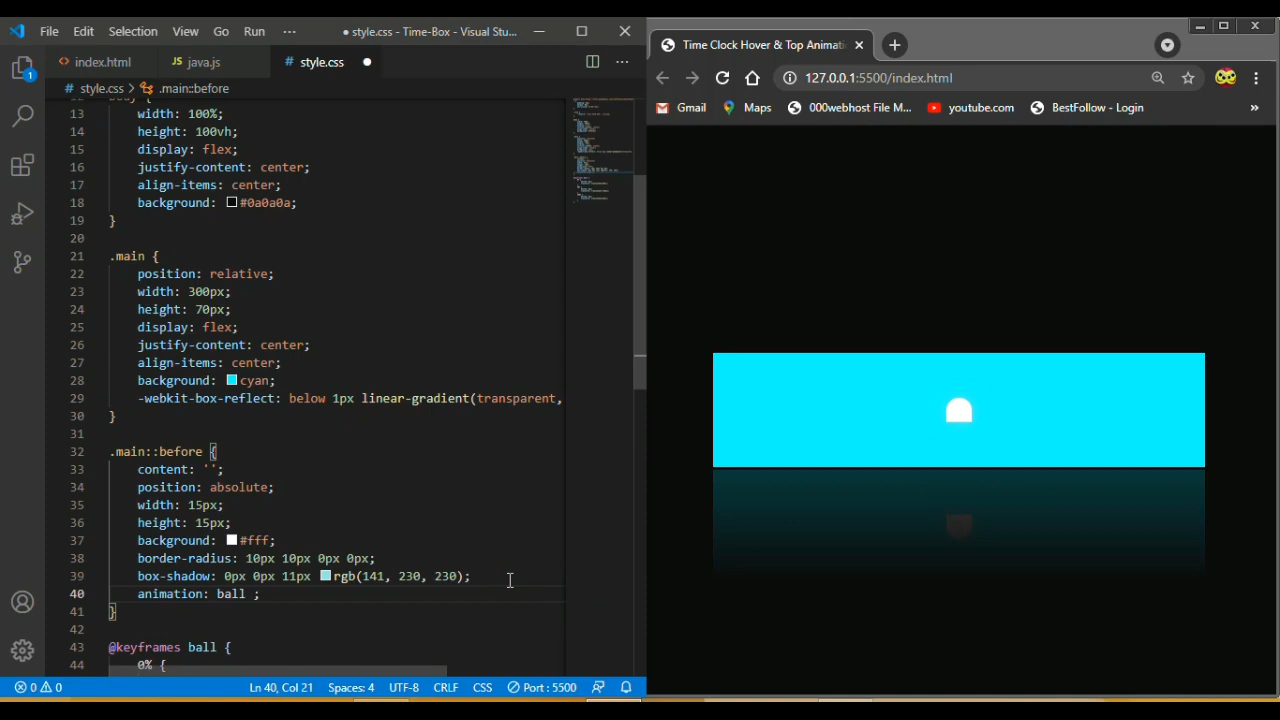 File Edit Selection View Go Run ··· ● style.css - Time-Box - Visual Stu...
index.html java.js # style.css ●
# style.css > .main::before
13 width: 100%;
14 height: 100vh;
15 display: flex;
16 justify-content: center;
17 align-items: center;
18 background: #0a0a0a;
19 }
20
21 .main {
22 position: relative;
23 width: 300px;
24 height: 70px;
25 display: flex;
26 justify-content: center;
27 align-items: center;
28 background: cyan;
29 -webkit-box-reflect: below 1px linear-gradient(transparent,
30 }
31
32 .main::before {
33 content: '';
34 position: absolute;
35 width: 15px;
36 height: 15px;
37 background: #fff;
38 border-radius: 10px 10px 0px 0px;
39 box-shadow: 0px 0px 11px rgb(141, 230, 230);
40 animation: ball ;
41 }
42
43 @keyframes ball {
44 0% {
1
0 0 Ln 40, Col 21 Spaces: 4 UTF-8 CRLF CSS Port : 5500
Time Clock Hover & Top Animati
127.0.0.1:5500/index.html
Gmail Maps 000webhost File M... youtube.com BestFollow - Login »